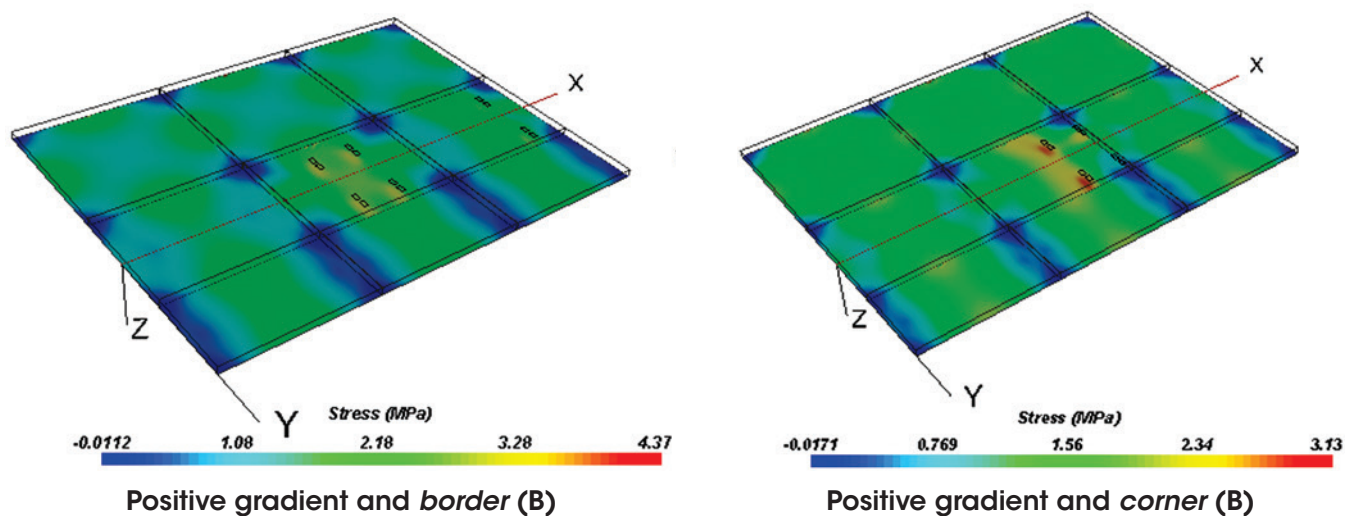 X
Z
Y
Stress (MPa)
-0.0112 1.08 2.18 3.28 4.37
Positive gradient and border (B)
X
Z
Y
Stress (MPa)
-0.0171 0.769 1.56 2.34 3.13
Positive gradient and corner (B)